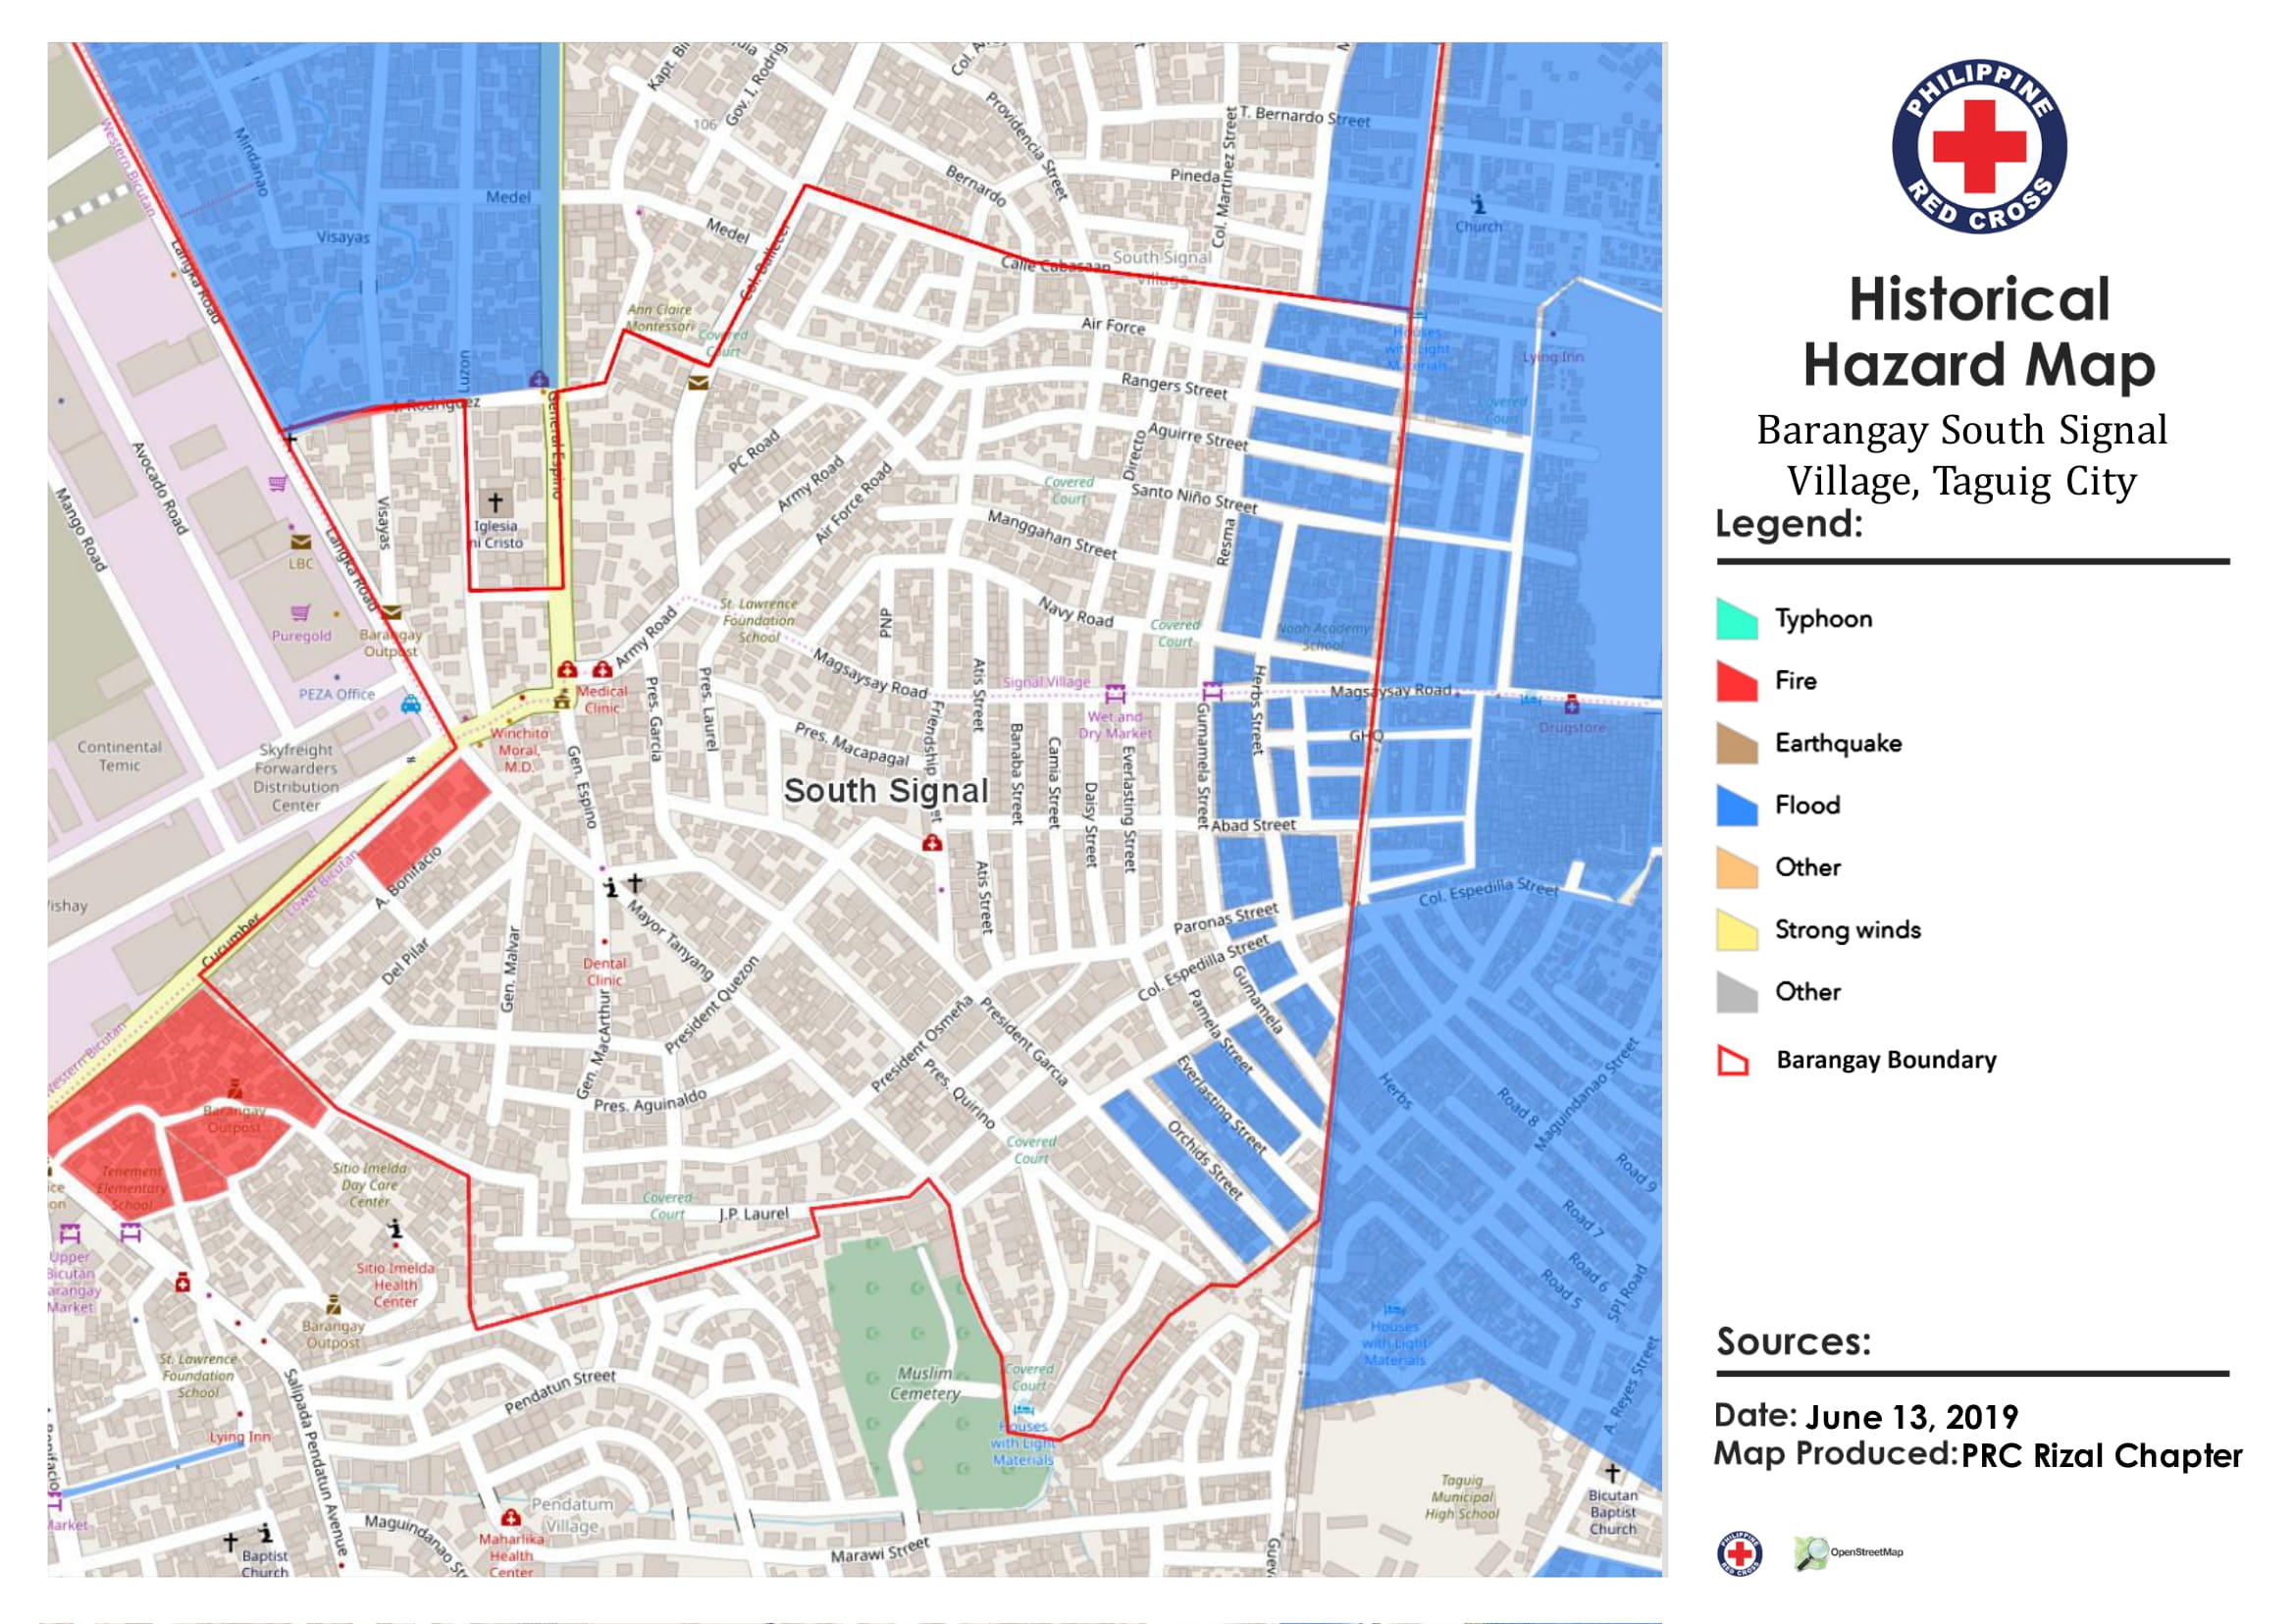 PHILIPPINE
RED CROSS
Historical
Hazard Map
Barangay South Signal
Village, Taguig City
Legend:
Typhoon
Fire
Earthquake
Flood
Other
Strong winds
Other
Barangay Boundary
Sources:
Date: June 13, 2019
Map Produced: PRC Rizal Chapter
OpenStreetMap
Kapt.
Gov. I. Rodrig
106
Col.
Providencia Street
T. Bernardo Street
Bernardo
Pineda
Col. Martinez Street
Church
Western Bicutan
Mindanao
Medel
Visayas
Langka Road
Medel
Calle Cabasaan
South Signal
Village
Ann Claire
Montessori
Covered
Court
Air Force
Houses
with Light
Materials
Lying Inn
Luzon
Rodriguez
General Espino
Rangers Street
Covered
Court
Aguirre Street
Directo
Avocado Road
Mango Road
PC Road
Army Road
Air Force Road
Covered
Court
Santo Niño Street
Manggahan Street
Resma
Visayas
Iglesia
ni Cristo
LBC
Langka Road
Puregold
Barangay
Outpost
St. Lawrence
Foundation
School
PNP
Navy Road
Covered
Court
Noah Academy
School
Army Road
PEZA Office
Medical
Clinic
Magsaysay Road
Signal Village
Magsaysay Road
Atis Street
Herbs Street
Pres. Garcia
Pres. Laurel
Wet and
Dry Market
Drugstore
Winchito
Moral,
M.D.
Continental
Temic
Skyfreight
Forwarders
Distribution
Center
Gen. Espino
Pres. Macapagal
Friendship
Banaba Street
Camia Street
Daisy Street
Everlasting Street
Gumamela Street
GHQ
South Signal
Abad Street
Lower Bicutan
A. Bonifacio
Atis Street
Col. Espedilla Street
Paronas Street
Cucumber
Mayor Tanyang
Del Pilar
Gen. Malvar
Dental
Clinic
Col. Espedilla Street
Gumamela
President Quezon
President Osmeña
President Garcia
Pamela Street
Gen. MacArthur
Western Bicutan
Pres. Aguinaldo
Pres. Quirino
Everlasting Street
Orchids Street
Herbs
Road 8
Maguindanao Street
Road 9
Barangay
Outpost
Tenement
Elementary
School
Sitio Imelda
Day Care
Center
Covered
Court
Covered
Court
J.P. Laurel
Road 7
Road 6
Road 5
SPI Road
Upper
Bicutan
Barangay
Market
Sitio Imelda
Health
Center
Barangay
Outpost
Houses
with Light
Materials
St. Lawrence
Foundation
School
Muslim
Cemetery
Covered
Court
Pendatun Street
A. Reyes Street
Lying Inn
Salipada Pendatun Avenue
Houses
with Light
Materials
Taguig
Municipal
High School
Bicutan
Baptist
Church
Pendatum
Village
Maguindanao
Maharlika
Health
Center
Marawi Street
Baptist
Church